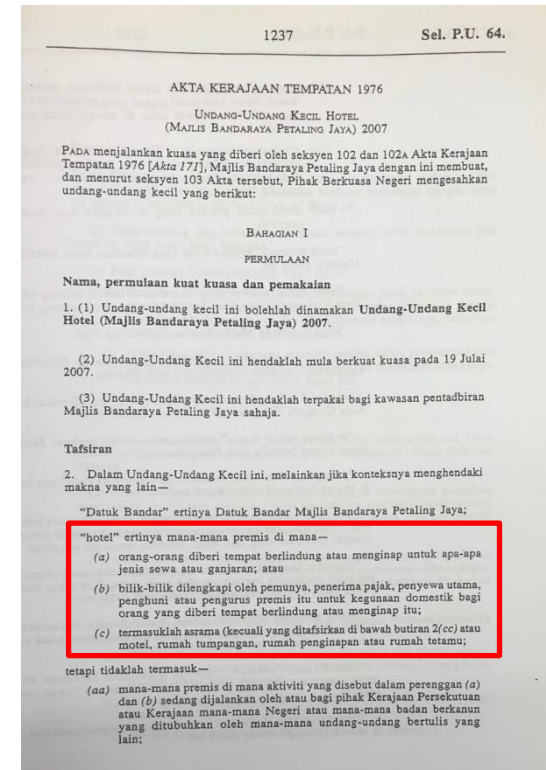 1237
Sel. P.U. 64.
AKTA KERAJAAN TEMPATAN 1976
UNDANG-UNDANG KECIL HOTEL
(MAJLIS BANDARAYA PETALING JAYA) 2007
PADA menjalankan kuasa yang diberi oleh seksyen 102 dan 102A Akta Kerajaan
Tempatan 1976 [Akta 171], Majlis Bandaraya Petaling Jaya dengan ini membuat,
dan menurut seksyen 103 Akta tersebut, Pihak Berkuasa Negeri mengesahkan
undang-undang kecil yang berikut:
BAHAGIAN I
PERMULAAN
Nama, permulaan kuat kuasa dan pemakaian
1. (1) Undang-undang kecil ini bolehlah dinamakan Undang-Undang Kecil
Hotel (Majlis Bandaraya Petaling Jaya) 2007.
(2) Undang-Undang Kecil ini hendaklah mula berkuat kuasa pada 19 Julai
2007.
(3) Undang-Undang Kecil ini hendaklah terpakai bagi kawasan pentadbiran
Majlis Bandaraya Petaling Jaya sahaja.
Tafsiran
2. Dalam Undang-Undang Kecil ini, melainkan jika konteksnya menghendaki
makna yang lain—
"Datuk Bandar" ertinya Datuk Bandar Majlis Bandaraya Petaling Jaya;
"hotel" ertinya mana-mana premis di mana—
(a) orang-orang diberi tempat berlindung atau menginap untuk apa-apa
jenis sewa atau ganjaran; atau
(b) bilik-bilik dilengkapi oleh pemunya, penerima pajak, penyewa utama,
penghuni atau pengurus premis itu untuk kegunaan domestik bagi
orang yang diberi tempat berlindung atau menginap itu;
(c) termasuklah asrama (kecuali yang ditafsirkan di bawah butiran 2(cc) atau
motel, rumah tumpangan, rumah penginapan atau rumah tetamu;
tetapi tidaklah termasuk—
(aa) mana-mana premis di mana aktiviti yang disebut dalam perenggan (a)
dan (b) sedang dijalankan oleh atau bagi pihak Kerajaan Persekutuan
atau Kerajaan mana-mana Negeri atau mana-mana badan berkanun
yang ditubuhkan oleh mana-mana undang-undang bertulis yang
lain;